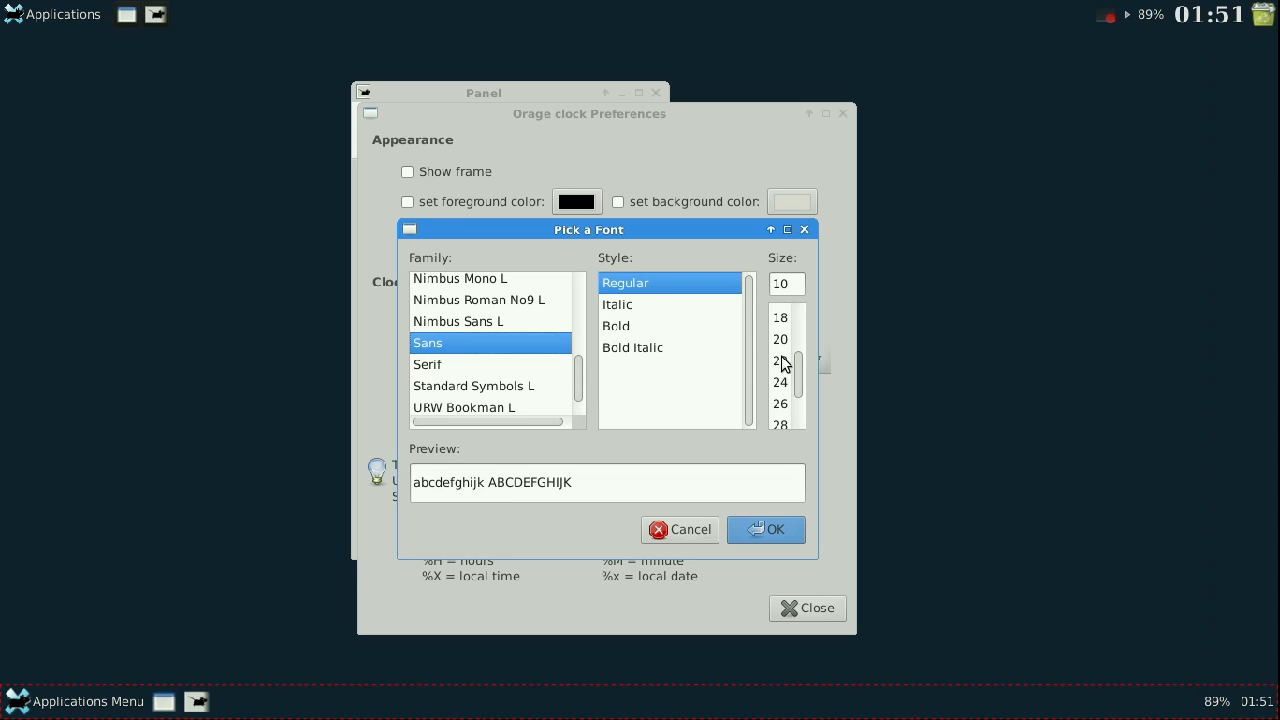 Applications
89% 01:51
Panel
Orage clock Preferences
Appearance
Show frame
set foreground color: set background color:
Pick a Font
Family: Style: Size:
Nimbus Mono L Regular 10
Nimbus Roman No9 L Italic 18
Nimbus Sans L Bold 20
Sans Bold Italic
Serif 24
Standard Symbols L 26
URW Bookman L 28
Preview:
abcdefghijk ABCDEFGHIJK
Cancel OK
%H = hours %M = minute
%X = local time %x = local date
Close
Applications Menu 89% 01:51